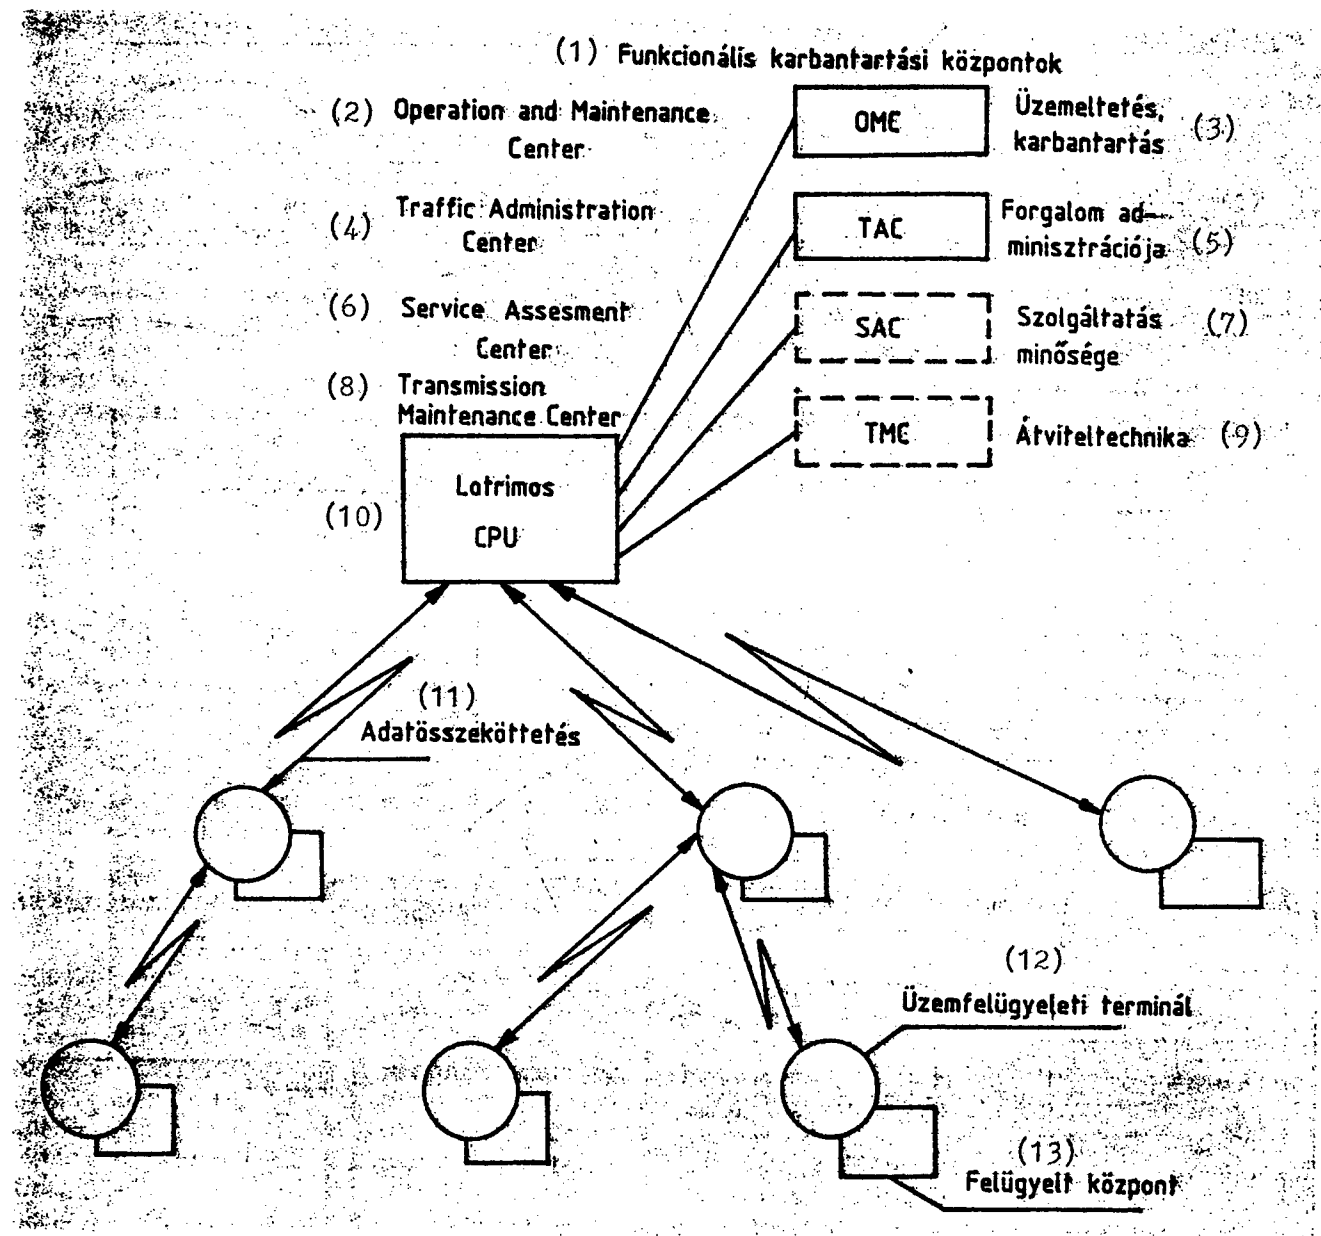 (1) Funkcionális karbantartási központok
(2) Operation and Maintenance
Center
OMC
Üzemeltetés,
karbantartás (3)
(4) Traffic Administration
Center
TAC
Forgalom ad-
minisztrációja (5)
(6) Service Assesment
Center
SAC
Szolgáltatás (7)
minősége
(8) Transmission
Maintenance Center
TMC
Átviteltechnika (9)
(10) Latrimos
CPU
(11)
Adatösszeköttetés
(12)
Üzemfelügyeleti terminál
(13)
Felügyelt központ